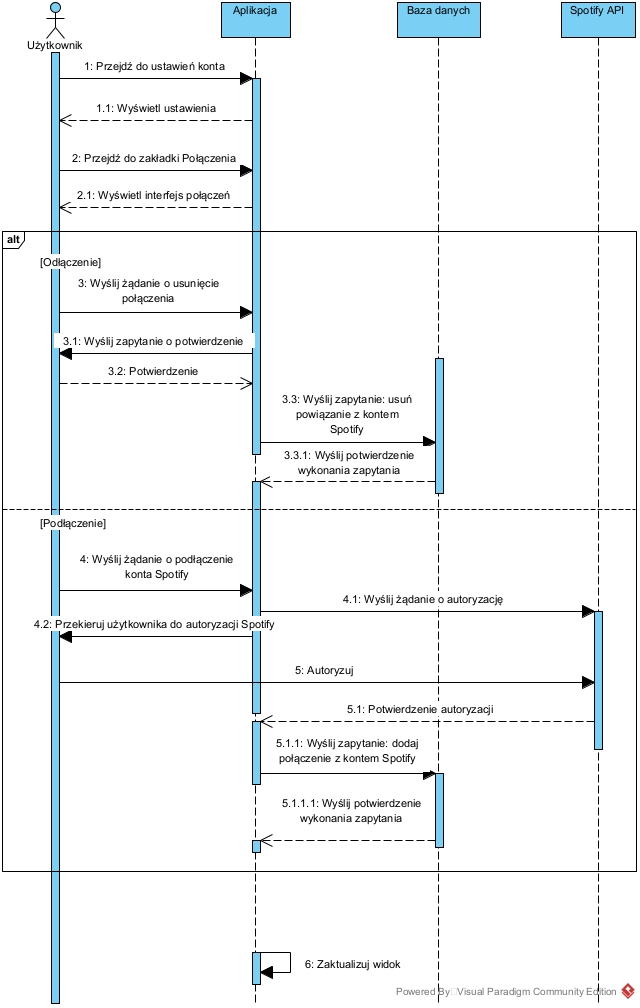 Aplikacja
Baza danych
Spotify API
Użytkownik
1: Przejdź do ustawień konta
1.1: Wyświetl ustawienia
2: Przejdź do zakładki Połączenia
2.1: Wyświetl interfejs połączeń
alt
[Odłączenie]
3: Wyślij żądanie o usunięcie
połączenia
3.1: Wyślij zapytanie o potwierdzenie
3.2: Potwierdzenie
3.3: Wyślij zapytanie: usuń
powiązanie z kontem
Spotify
3.3.1: Wyślij potwierdzenie
wykonania zapytania
[Podłączenie]
4: Wyślij żądanie o podłączenie
konta Spotify
4.1: Wyślij żądanie o autoryzację
4.2: Przekieruj użytkownika do autoryzacji Spotify
5: Autoryzuj
5.1: Potwierdzenie autoryzacji
5.1.1: Wyślij zapytanie: dodaj
połączenie z kontem Spotify
5.1.1.1: Wyślij potwierdzenie
wykonania zapytania
6: Zaktualizuj widok
Powered By Visual Paradigm Community Edition